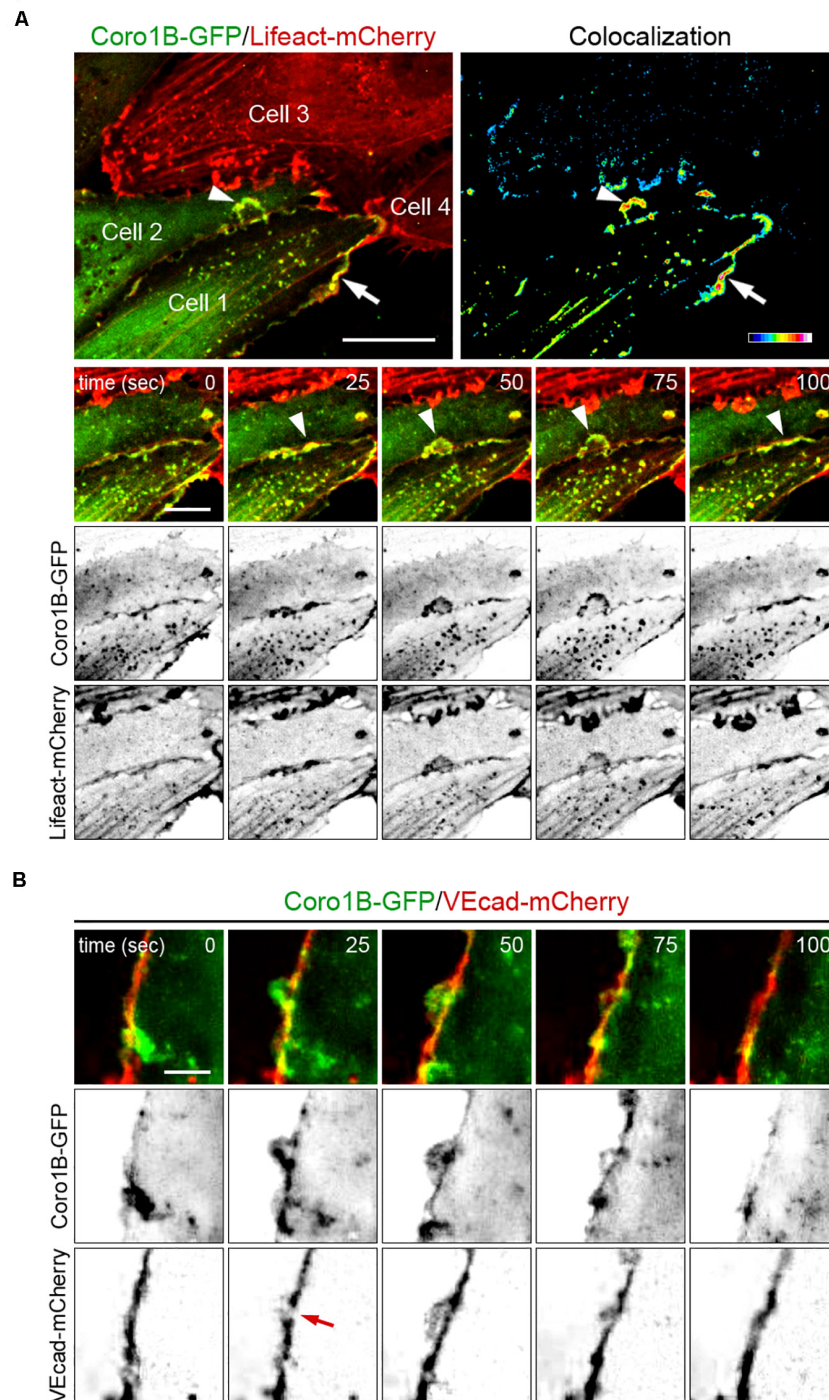 A
Coro1B-GFP/Lifeact-mCherry
Colocalization
Cell 3
Cell 4
Cell 2
Cell 1
time (sec) 0 25 50 75 100
Coro1B-GFP
Lifeact-mCherry
B
Coro1B-GFP/VEcad-mCherry
time (sec) 0 25 50 75 100
Coro1B-GFP
VEcad-mCherry